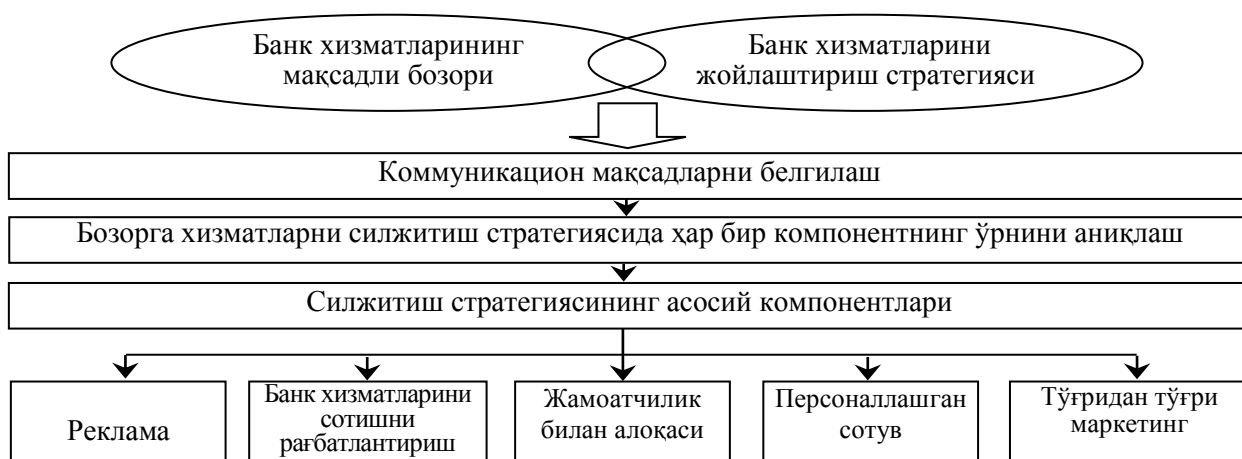 Банк хизматларининг
мақсадли бозори
Банк хизматларини
жойлаштириш стратегияси
Коммуникацион мақсадларни белгилаш
Бозорга хизматларни силжитиш стратегиясида ҳар бир компонентнинг ўрнини аниқлаш
Силжитиш стратегиясининг асосий компонентлари
Реклама
Банк хизматларини
сотишни
рағбатлантириш
Жамоатчилик
билан алоқаси
Персоналлашган
сотув
Тўғридан тўғри
маркетинг